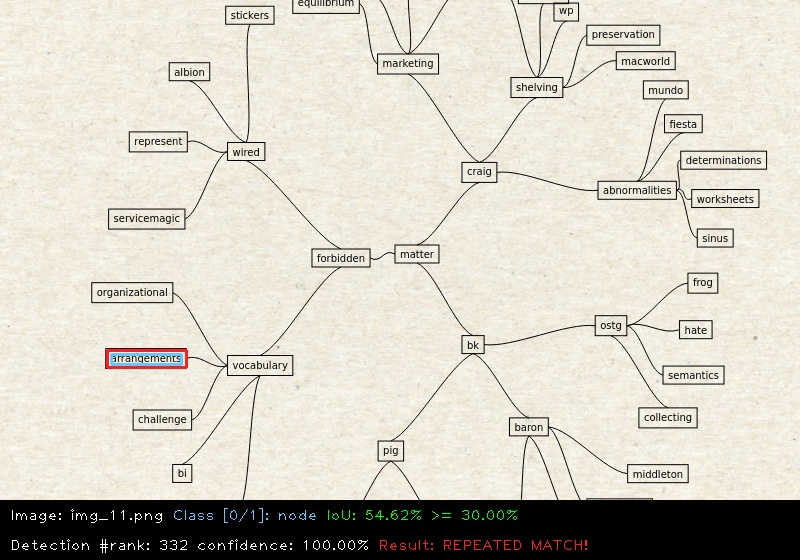 equilibrium
stickers
wp
preservation
marketing
macworld
albion
shelving
mundo
fiesta
represent
wired
determinations
craig
abnormalities
worksheets
servicemagic
sinus
forbidden
matter
organizational
frog
ostg
hate
bk
arrangements
vocabulary
semantics
challenge
collecting
baron
pig
bi
middleton
Image: img_11.png Class [0/1]: node IoU: 54.62% >= 30.00%
Detection #rank: 332 confidence: 100.00% Result: REPEATED MATCH!